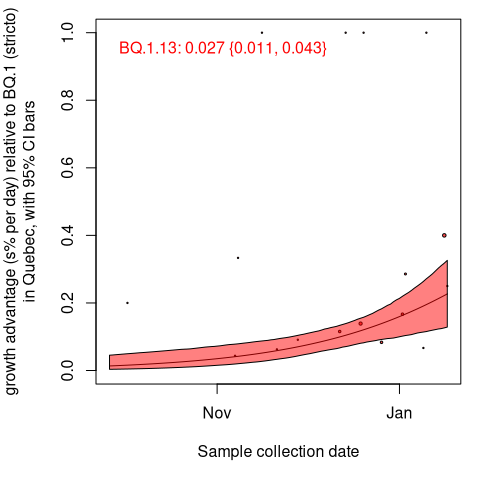 growth advantage (s% per day) relative to BQ.1 (stricto)
in Quebec, with 95% CI bars
1.0
0.8
0.6
0.4
0.2
0.0
BQ.1.13: 0.027 {0.011, 0.043}
Nov
Jan
Sample collection date